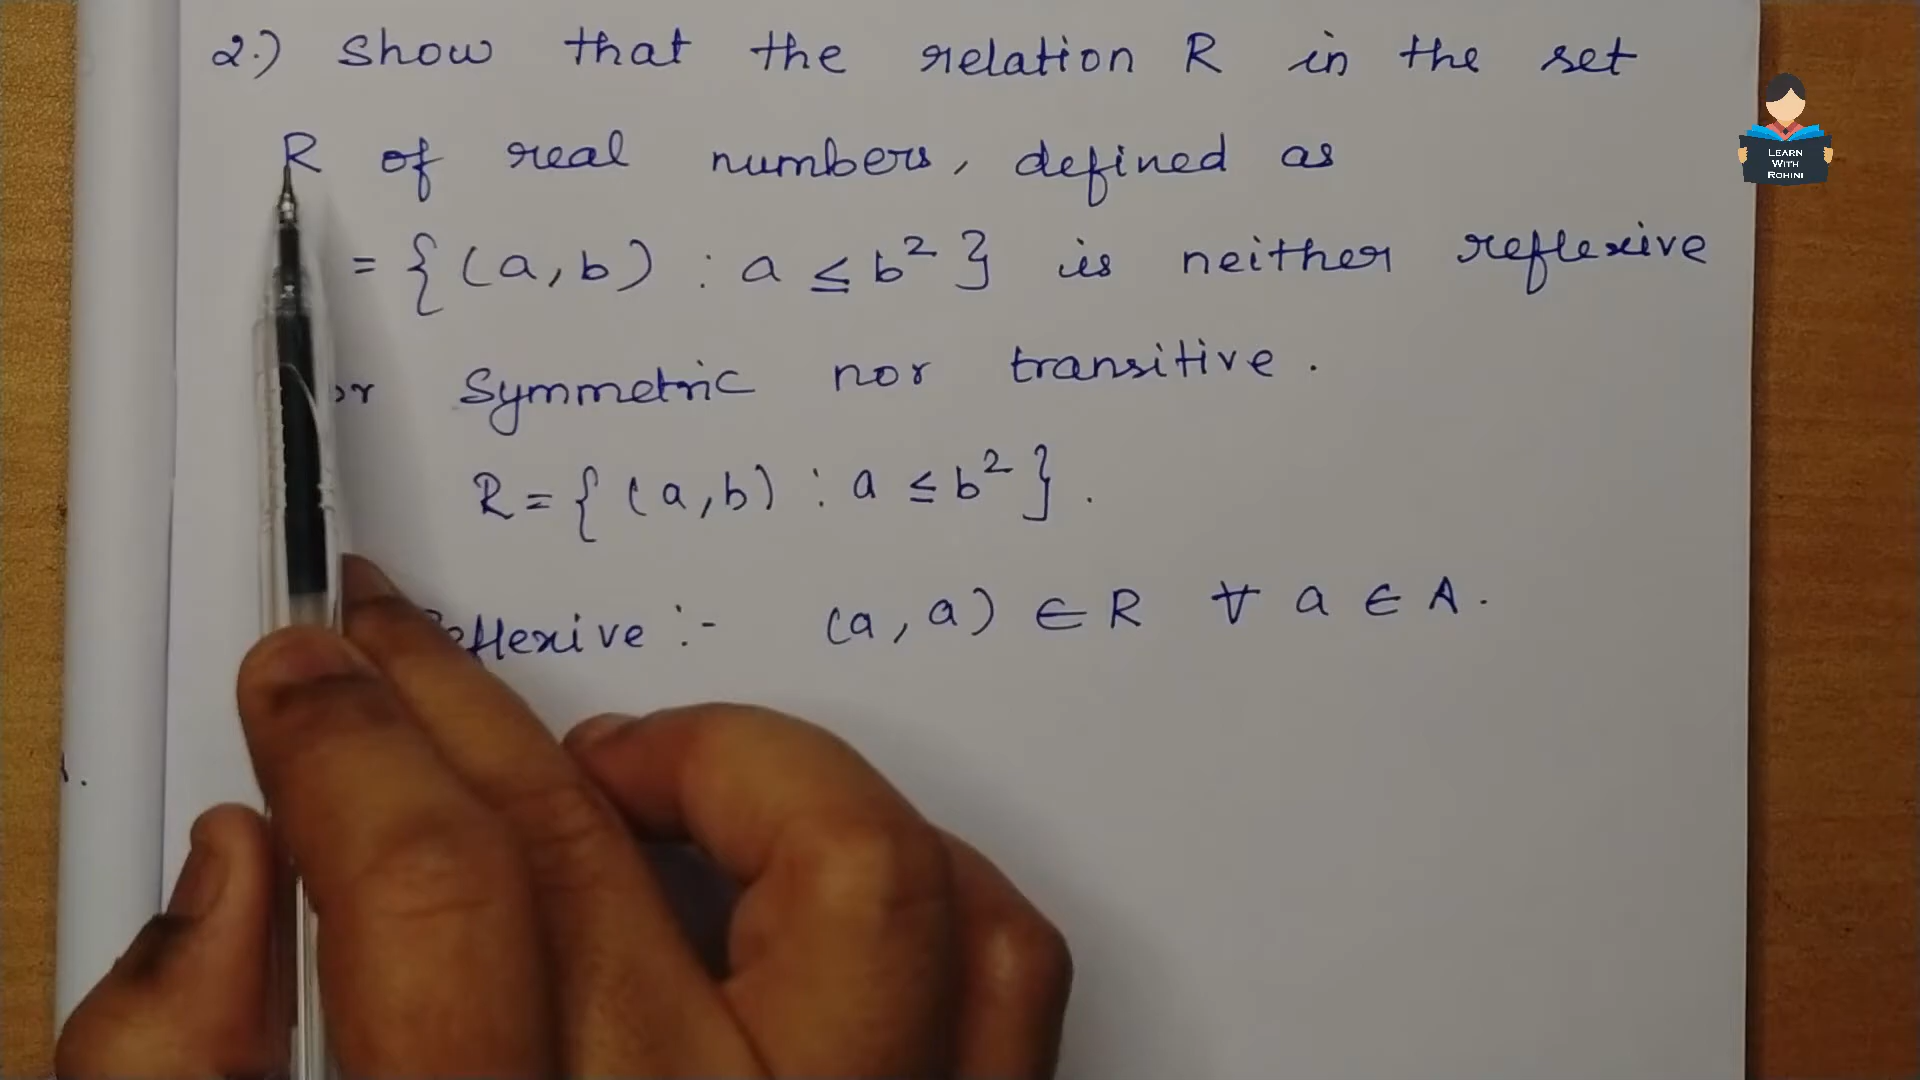 2.) Show that the relation R in the set
R of real numbers, defined as
= {(a,b) : a ≤ b² } is neither reflexive
Symmetric nor transitive.
R = { (a,b) : a ≤ b² }.
:- (a,a) ∈ R ∀ a ∈ A.
LEARN
WITH
ROHINI